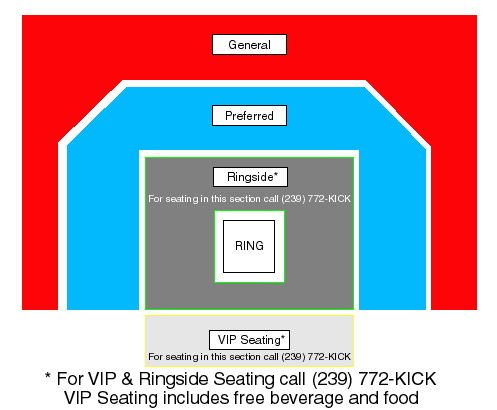 General
Preferred
Ringside*
For seating in this section call (239) 772-KICK
RING
VIP Seating*
For seating in this section call (239) 772-KICK
* For VIP & Ringside Seating call (239) 772-KICK
VIP Seating includes free beverage and food